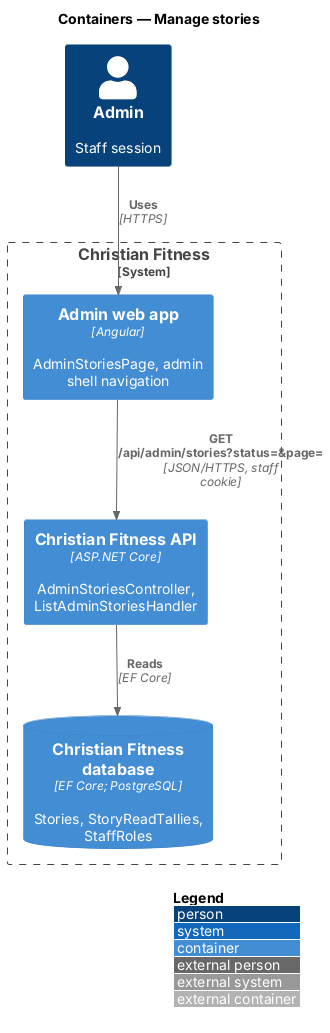 Containers — Manage stories
Admin
Staff session
Uses
[HTTPS]
Christian Fitness
[System]
Admin web app
[Angular]
AdminStoriesPage, admin
shell navigation
GET
/api/admin/stories?status=&page=
[JSON/HTTPS, staff
cookie]
Christian Fitness API
[ASP.NET Core]
AdminStoriesController,
ListAdminStoriesHandler
Reads
[EF Core]
Christian Fitness
database
[EF Core; PostgreSQL]
Stories, StoryReadTallies,
StaffRoles
Legend
person
system
container
external person
external system
external container